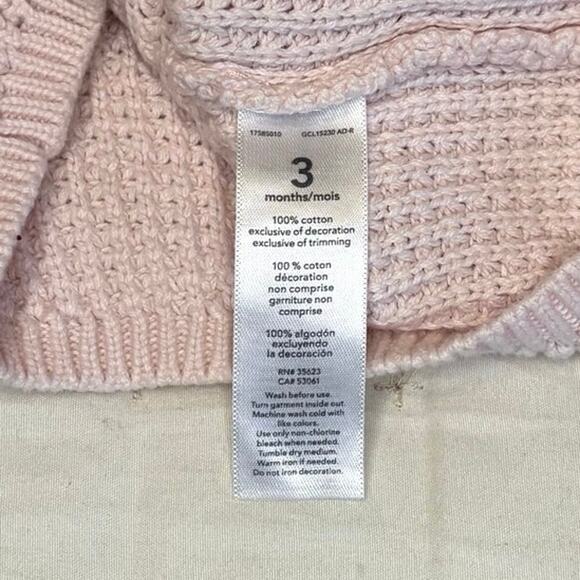 17585010 GCL15230 AD-R
3
months/mois
100% cotton
exclusive of decoration
exclusive of trimming
100 % coton
décoration
non comprise
garniture non
comprise
100% algodón
excluyendo
la decoración
RN# 35623
CA# 53061
Wash before use.
Turn garment inside out.
Machine wash cold with
like colors.
Use only non-chlorine
bleach when needed.
Tumble dry medium.
Warm iron if needed.
Do not iron decoration.